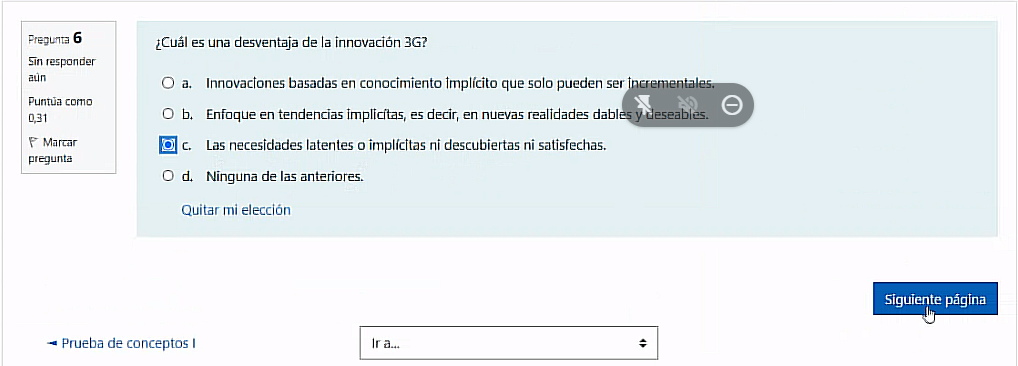 Pregunta 6
Sin responder
aún
Puntúa como
0,31
Marcar
pregunta
¿Cuál es una desventaja de la innovación 3G?
a. Innovaciones basadas en conocimiento implícito que solo pueden ser incrementales.
b. Enfoque en tendencias implicítas, es decir, en nuevas realidades dables y deseables.
c. Las necesidades latentes o implícitas ni descubiertas ni satisfechas.
d. Ninguna de las anteriores.
Quitar mi elección
Siguiente página
◄ Prueba de conceptos I
Ir a...